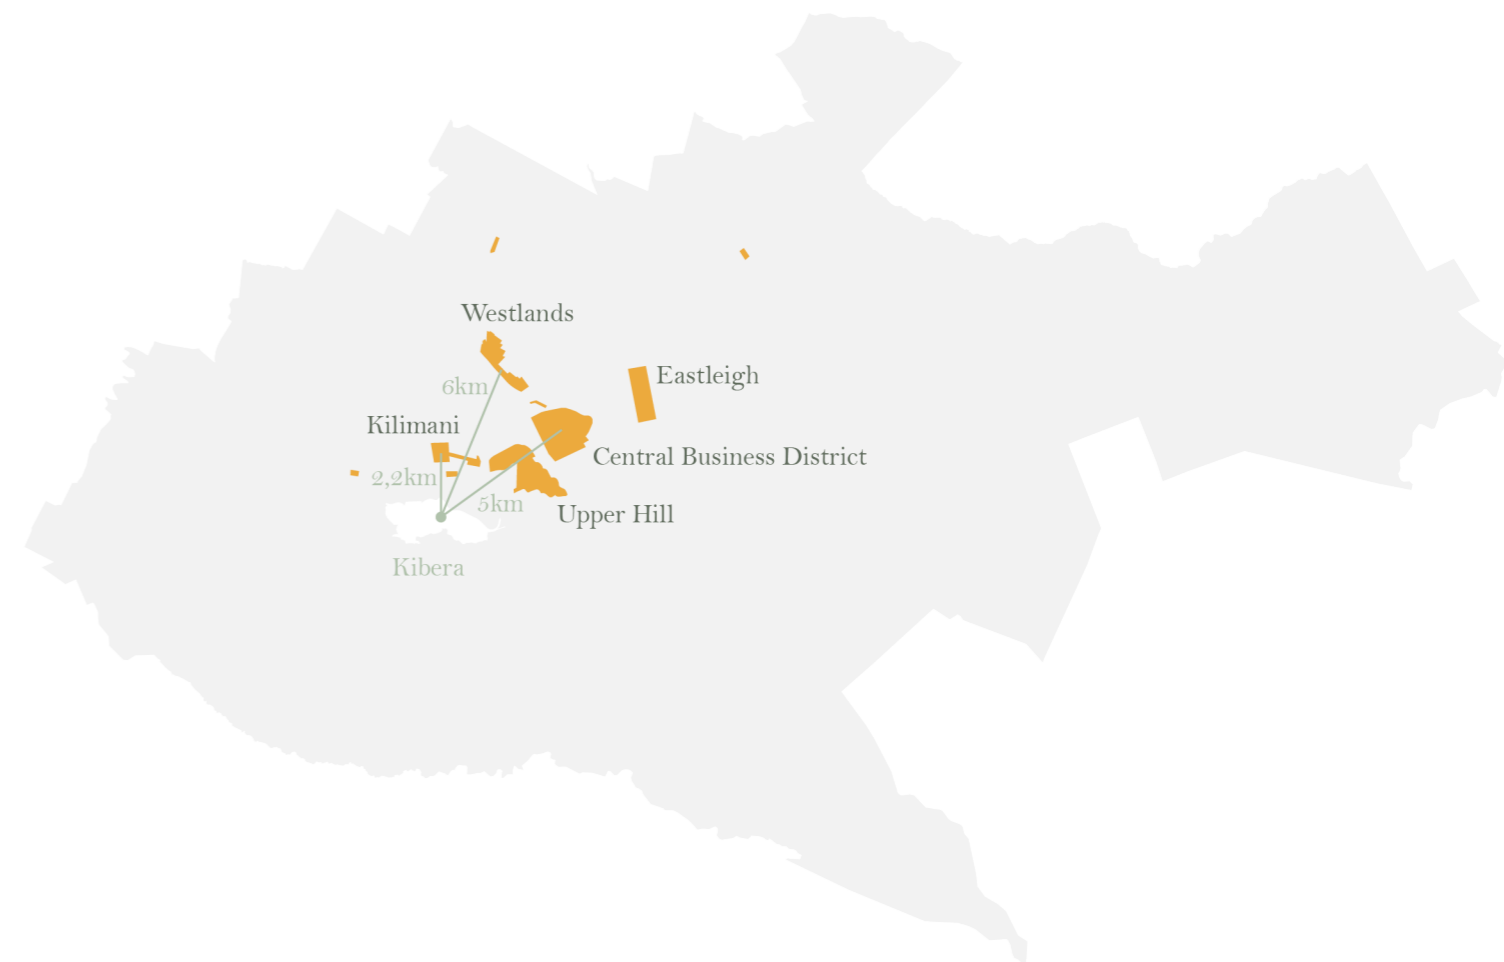 Westlands
Eastleigh
6km
Kilimani
Central Business District
2,2km
5km
Upper Hill
Kibera